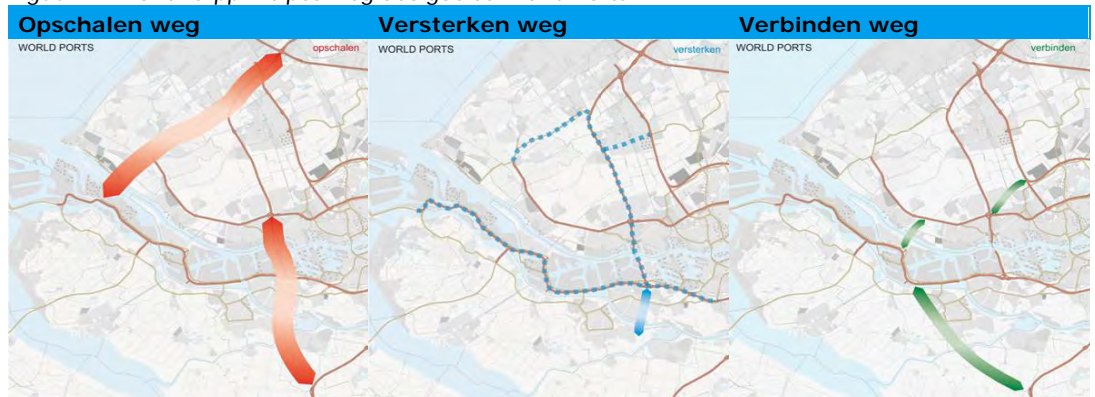 Opschalen weg
Versterken weg
Verbinden weg
WORLD PORTS
opschalen
WORLD PORTS
versterken
WORLD PORTS
verbinden